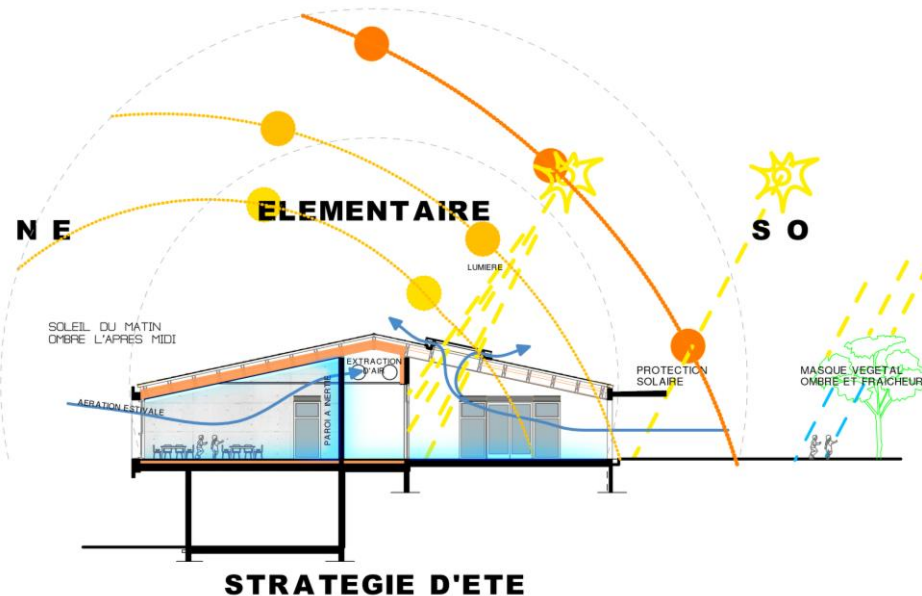 ELEMENTAIRE
N E
S O
LUMIERE
SOLEIL DU MATIN
OMBRE L'APRES MIDI
EXTRACTION
D'AIR
PROTECTION
SOLAIRE
MASQUE VEGETAL
OMBRE ET FRAÎCHEUR
AERATION ESTIVALE
PAROI A INERTIE
STRATEGIE D'ETE